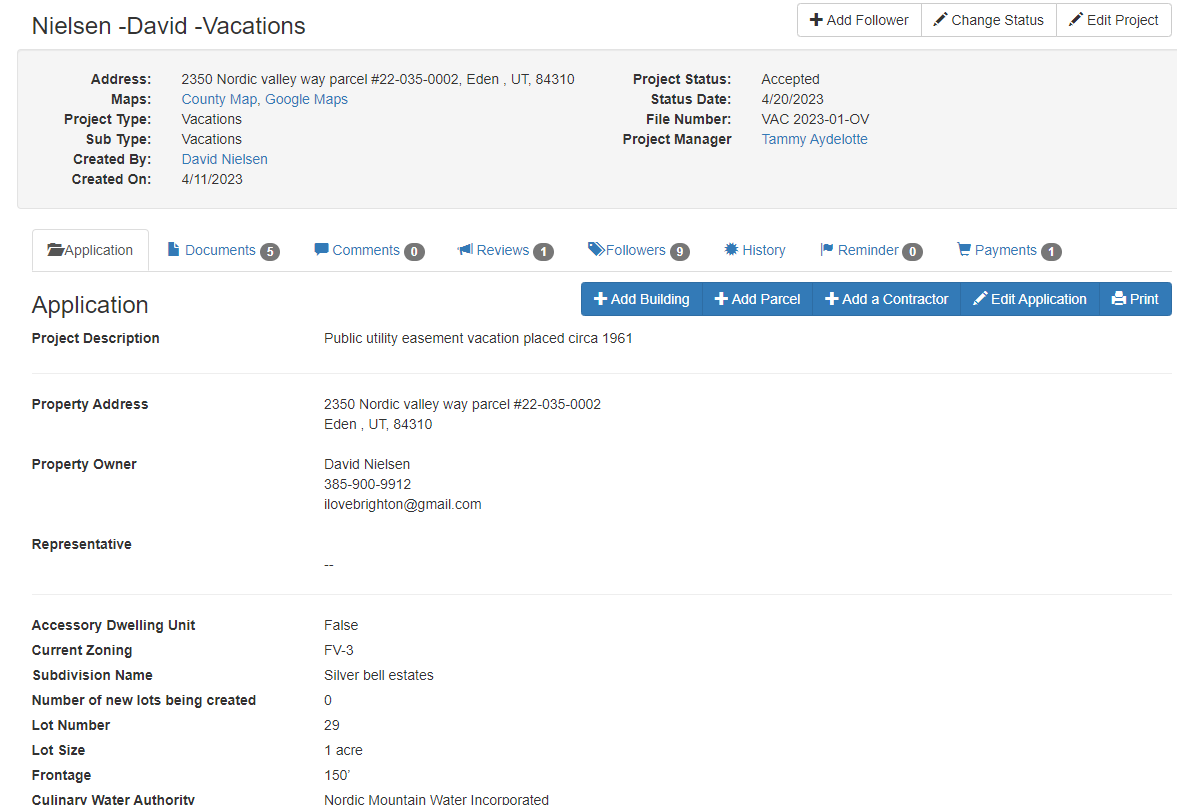 Nielsen -David -Vacations
Add Follower Change Status Edit Project
Address: 2350 Nordic valley way parcel #22-035-0002, Eden , UT, 84310 Project Status: Accepted
Maps: County Map, Google Maps Status Date: 4/20/2023
Project Type: Vacations File Number: VAC 2023-01-OV
Sub Type: Vacations Project Manager Tammy Aydelotte
Created By: David Nielsen
Created On: 4/11/2023
Application Documents 5 Comments 0 Reviews 1 Followers 9 History Reminder 0 Payments 1
Application
Add Building Add Parcel Add a Contractor Edit Application Print
Project Description Public utility easement vacation placed circa 1961
Property Address 2350 Nordic valley way parcel #22-035-0002
Eden , UT, 84310
Property Owner David Nielsen
385-900-9912
ilovebrighton@gmail.com
Representative
--
Accessory Dwelling Unit False
Current Zoning FV-3
Subdivision Name Silver bell estates
Number of new lots being created 0
Lot Number 29
Lot Size 1 acre
Frontage 150'
Culinary Water Authority Nordic Mountain Water Incorporated